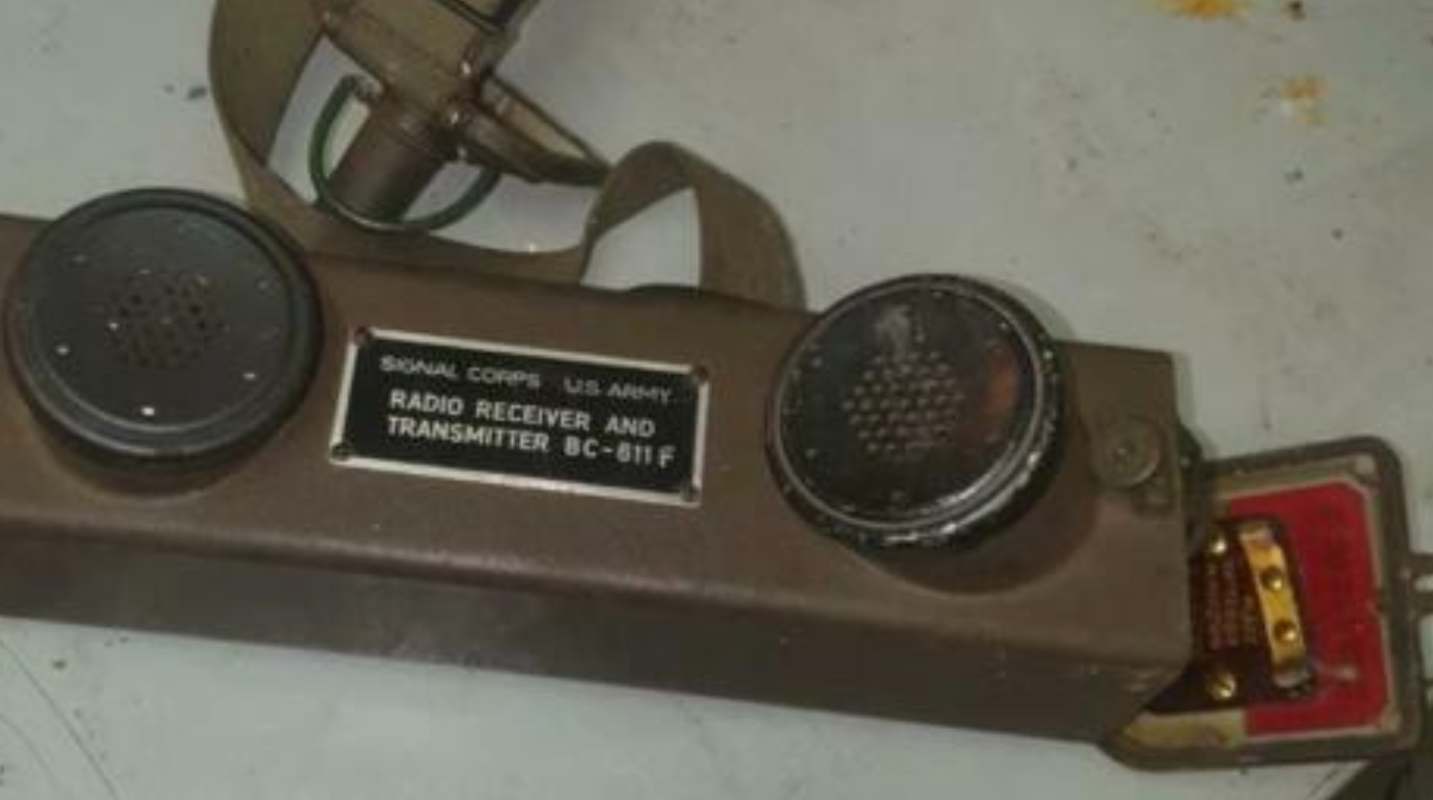 SIGNAL CORPS U.S. ARMY
RADIO RECEIVER AND
TRANSMITTER BC-611 F